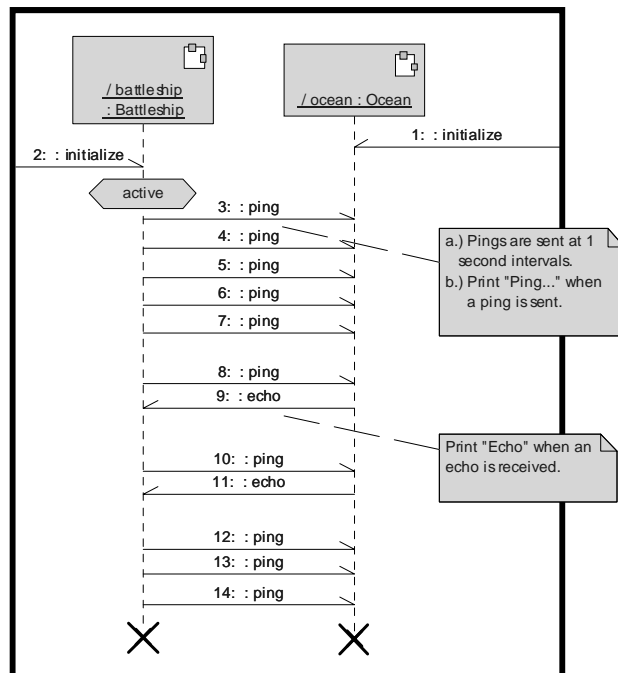 / battleship
: Battleship
/ ocean : Ocean
1: : initialize
2: : initialize
active
3: : ping
4: : ping
a.) Pings are sent at 1
second intervals.
b.) Print "Ping..." when
a ping is sent.
5: : ping
6: : ping
7: : ping
8: : ping
9: : echo
Print "Echo" when an
echo is received.
10: : ping
11: : echo
12: : ping
13: : ping
14: : ping